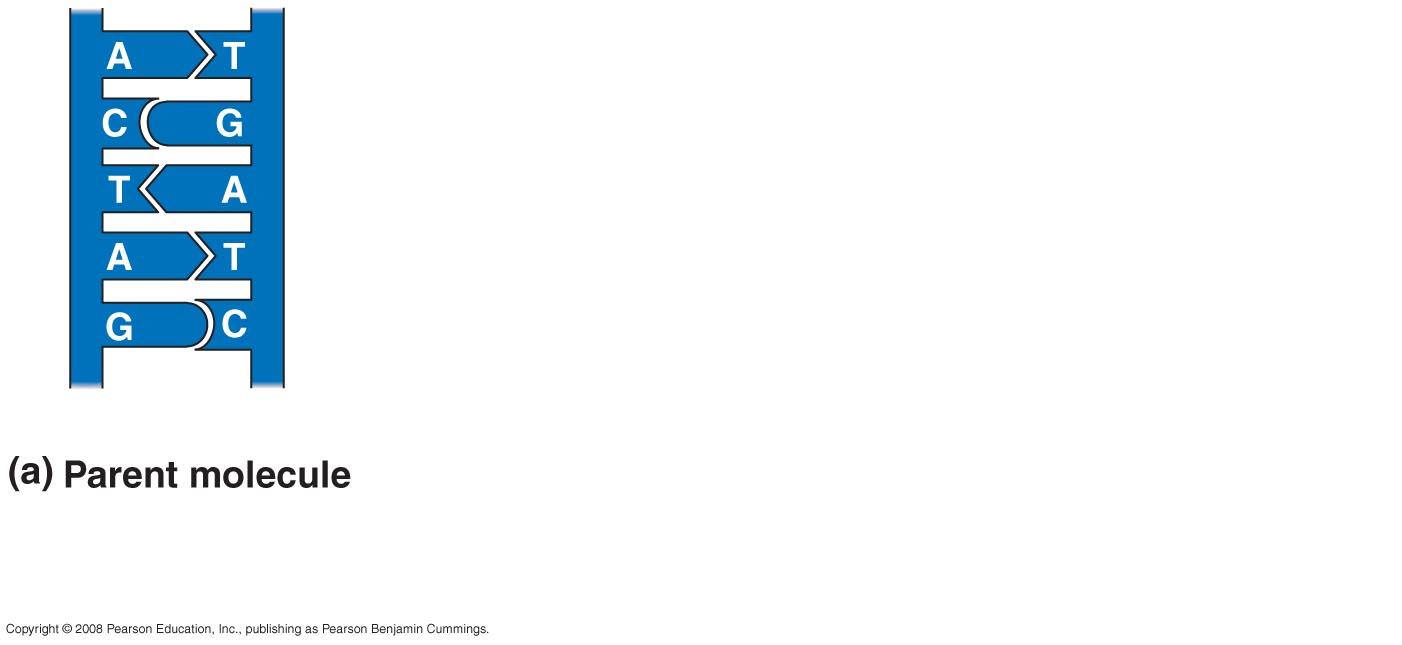 A T
C G
T A
A T
G C
(a) Parent molecule
Copyright © 2008 Pearson Education, Inc., publishing as Pearson Benjamin Cummings.